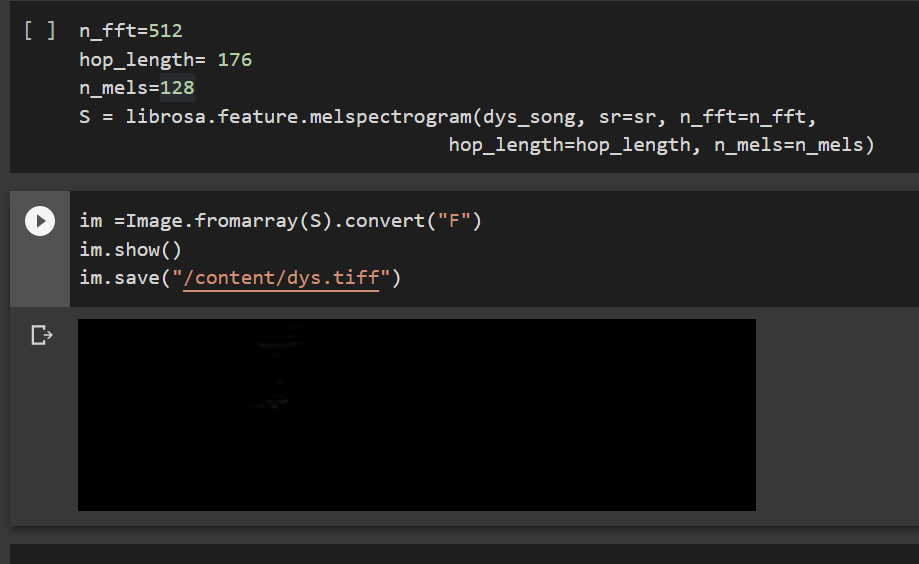 [ ] n_fft=512
hop_length= 176
n_mels=128
S = librosa.feature.melspectrogram(dys_song, sr=sr, n_fft=n_fft,
hop_length=hop_length, n_mels=n_mels)
im =Image.fromarray(S).convert("F")
im.show()
im.save("/content/dys.tiff")